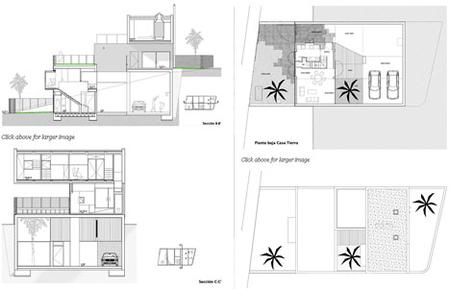 Sección B-B'
Click above for larger image
Planta baja Casa Tierra
Click above for larger image
Sección C-C'